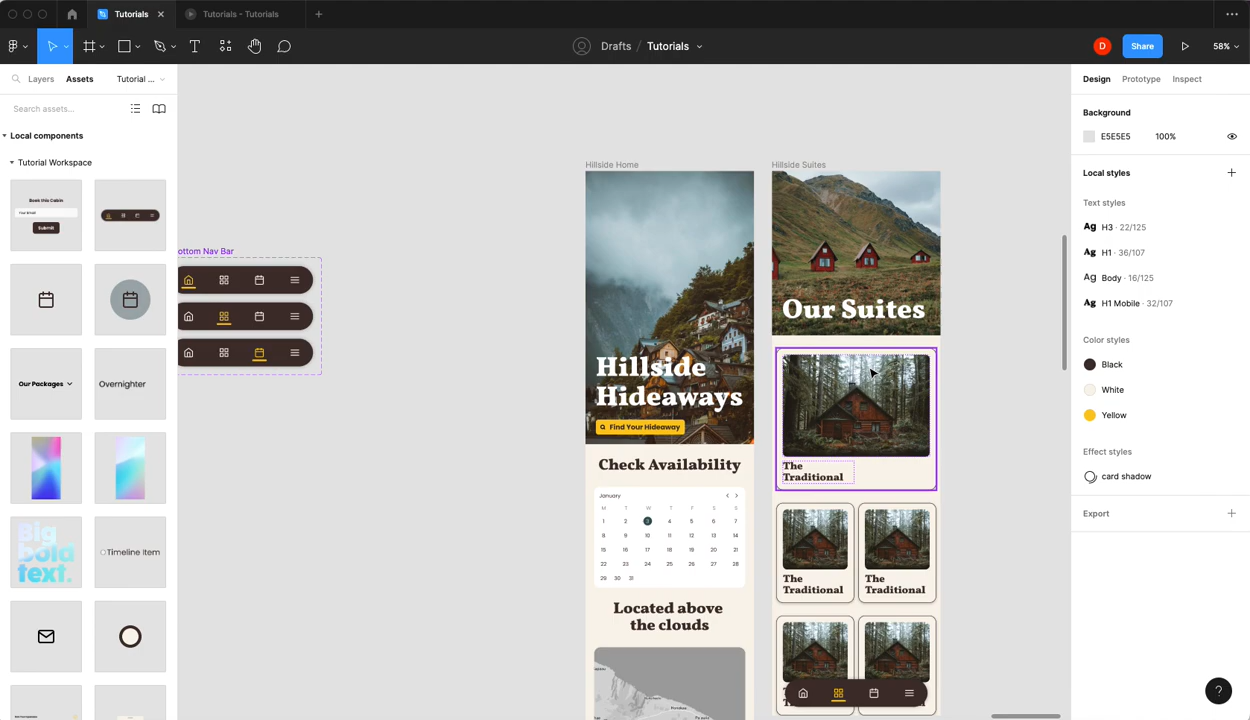 Tutorials
Tutorials - Tutorials
Drafts / Tutorials
D
Share
58%
Layers
Assets
Tutorial ...
Search assets...
Local components
Tutorial Workspace
Book this Cabin
Your Email
Submit
Our Packages
Overnighter
Big
bold
text.
Timeline Item
ottom Nav Bar
Hillside Home
Hillside
Hideaways
Find Your Hideaway
Check Availability
January
M T W T F S S
1 2 3 4 5 6 7
8 9 10 11 12 13 14
15 16 17 18 19 20 21
22 23 24 25 26 27 28
29 30 31
Located above
the clouds
Hillside Suites
Our Suites
The
Traditional
The
Traditional
The
Traditional
Design
Prototype
Inspect
Background
E5E5E5
100%
Local styles
Text styles
Ag H3 · 22/125
Ag H1 · 36/107
Ag Body · 16/125
Ag H1 Mobile · 32/107
Color styles
Black
White
Yellow
Effect styles
card shadow
Export
?